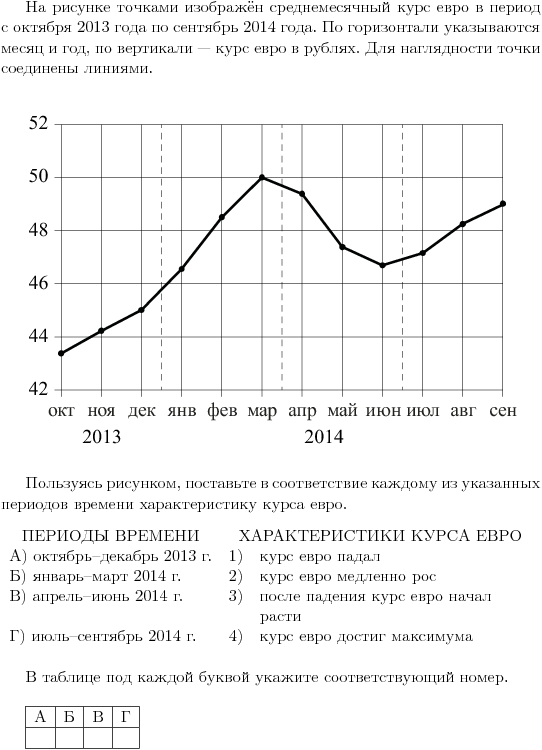 На рисунке точками изображён среднемесячный курс евро в период
с октября 2013 года по сентябрь 2014 года. По горизонтали указываются
месяц и год, по вертикали — курс евро в рублях. Для наглядности точки
соединены линиями.
52
50
48
46
44
42
окт ноя дек янв фев мар апр май июн июл авг сен
2013 2014
Пользуясь рисунком, поставьте в соответствие каждому из указанных
периодов времени характеристику курса евро.
ПЕРИОДЫ ВРЕМЕНИ ХАРАКТЕРИСТИКИ КУРСА ЕВРО
А) октябрь–декабрь 2013 г. 1) курс евро падал
Б) январь–март 2014 г. 2) курс евро медленно рос
В) апрель–июнь 2014 г. 3) после падения курс евро начал
расти
Г) июль–сентябрь 2014 г. 4) курс евро достиг максимума
В таблице под каждой буквой укажите соответствующий номер.
А Б В Г